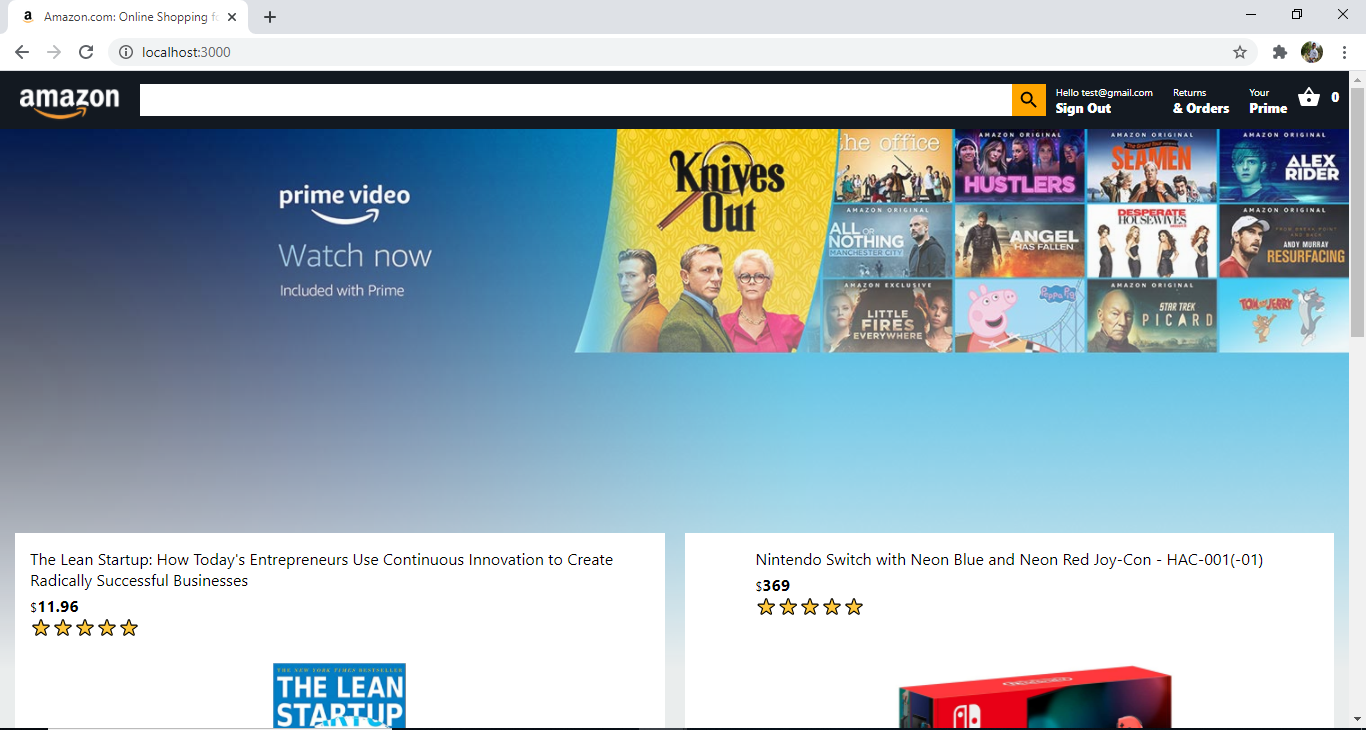 Amazon.com: Online Shopping fo
localhost:3000
amazon
Hello test@gmail.com
Sign Out
Returns
& Orders
Your
Prime
0
prime video
Watch now
Included with Prime
Knives
Out
the office
AMAZON ORIGINAL
HUSTLERS
AMAZON ORIGINAL
SEAMEN
AMAZON ORIGINAL
ALEX
RIDER
AMAZON ORIGINAL
ALL OR
NOTHING
MANCHESTER CITY
ANGEL
HAS FALLEN
DESPERATE
HOUSEWIVES
AMAZON ORIGINAL
ANDY MURRAY
RESURFACING
AMAZON EXCLUSIVE
LITTLE
FIRES
EVERYWHERE
Peppa Pig
AMAZON ORIGINAL
STAR TREK
PICARD
TOM AND JERRY
The Lean Startup: How Today's Entrepreneurs Use Continuous Innovation to Create
Radically Successful Businesses
$11.96
THE NEW YORK TIMES BESTSELLER
THE LEAN
STARTUP
Nintendo Switch with Neon Blue and Neon Red Joy-Con - HAC-001(-01)
$369